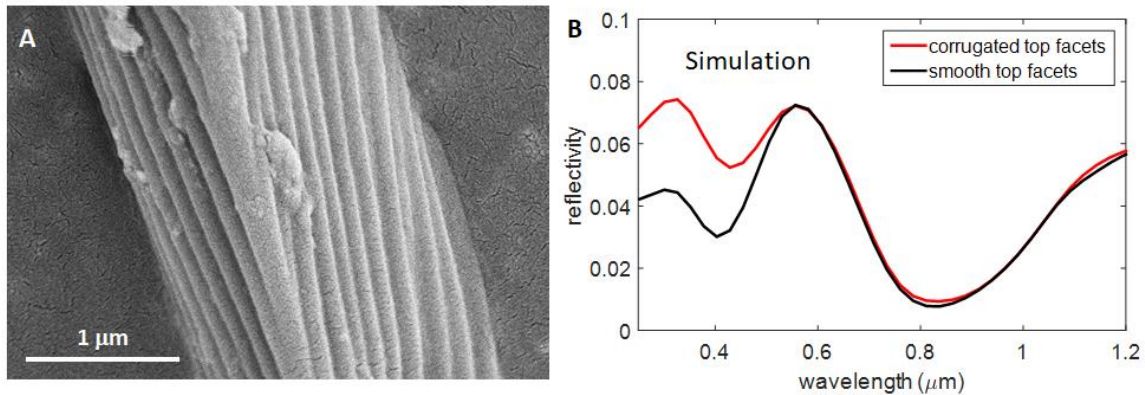 A
1 μm
B
Simulation
corrugated top facets
smooth top facets
reflectivity
0.1
0.08
0.06
0.04
0.02
0
0.4
0.6
0.8
1
1.2
wavelength (μm)